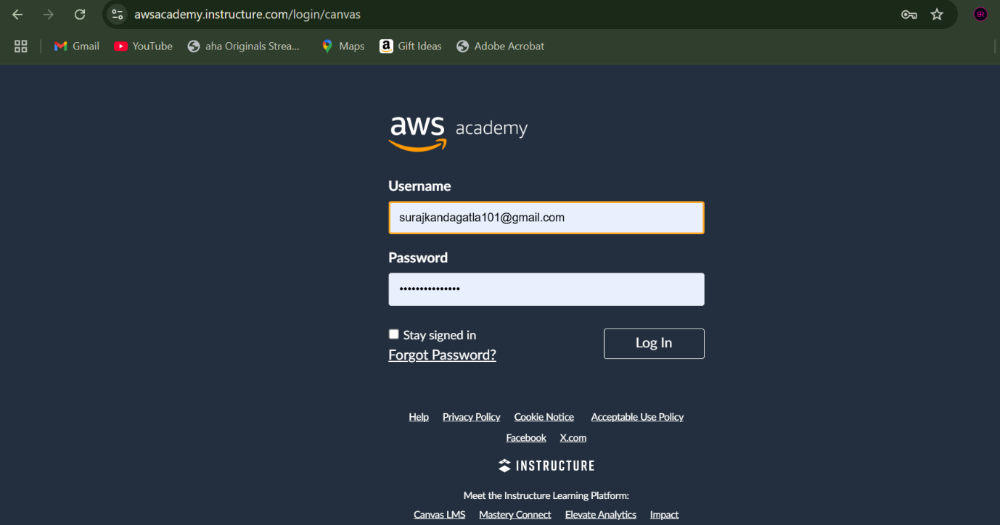 awsacademy.instructure.com/login/canvas
Gmail YouTube aha Originals Strea... Maps Gift Ideas Adobe Acrobat
aws academy
Username
surajkandagatla101@gmail.com
Password
•••••••••••••••
Stay signed in
Forgot Password?
Log In
Help Privacy Policy Cookie Notice Acceptable Use Policy
Facebook X.com
INSTRUCTURE
Meet the Instructure Learning Platform:
Canvas LMS Mastery Connect Elevate Analytics Impact